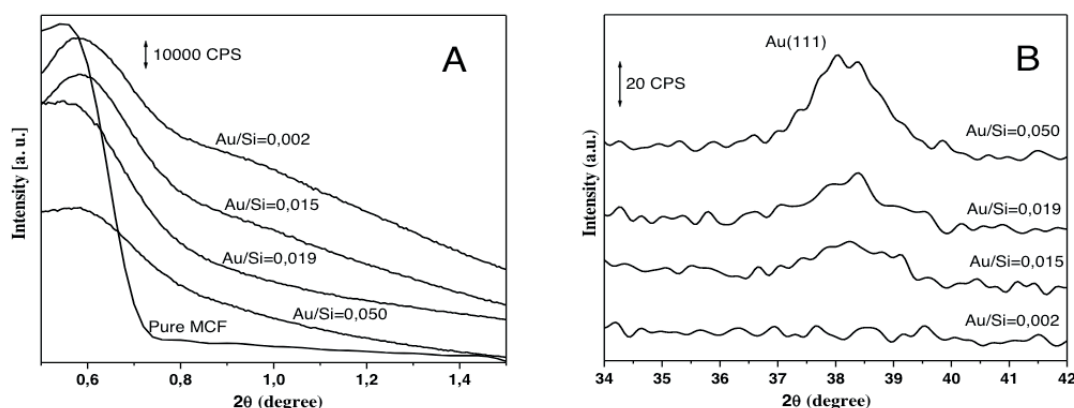 A
10000 CPS
Au/Si=0,002
Au/Si=0,015
Au/Si=0,019
Au/Si=0,050
Pure MCF
Intensity [a. u.]
0,6 0,8 1,0 1,2 1,4
2θ (degree)
B
Au(111)
20 CPS
Au/Si=0,050
Au/Si=0,019
Au/Si=0,015
Au/Si=0,002
Intensity (a.u.)
34 35 36 37 38 39 40 41 42
2θ (degree)